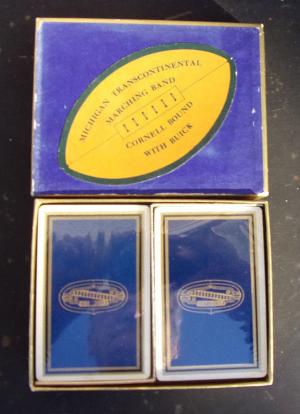 MICHIGAN TRANSCONTINENTAL
MARCHING BAND
CORNELL BOUND
WITH BUICK